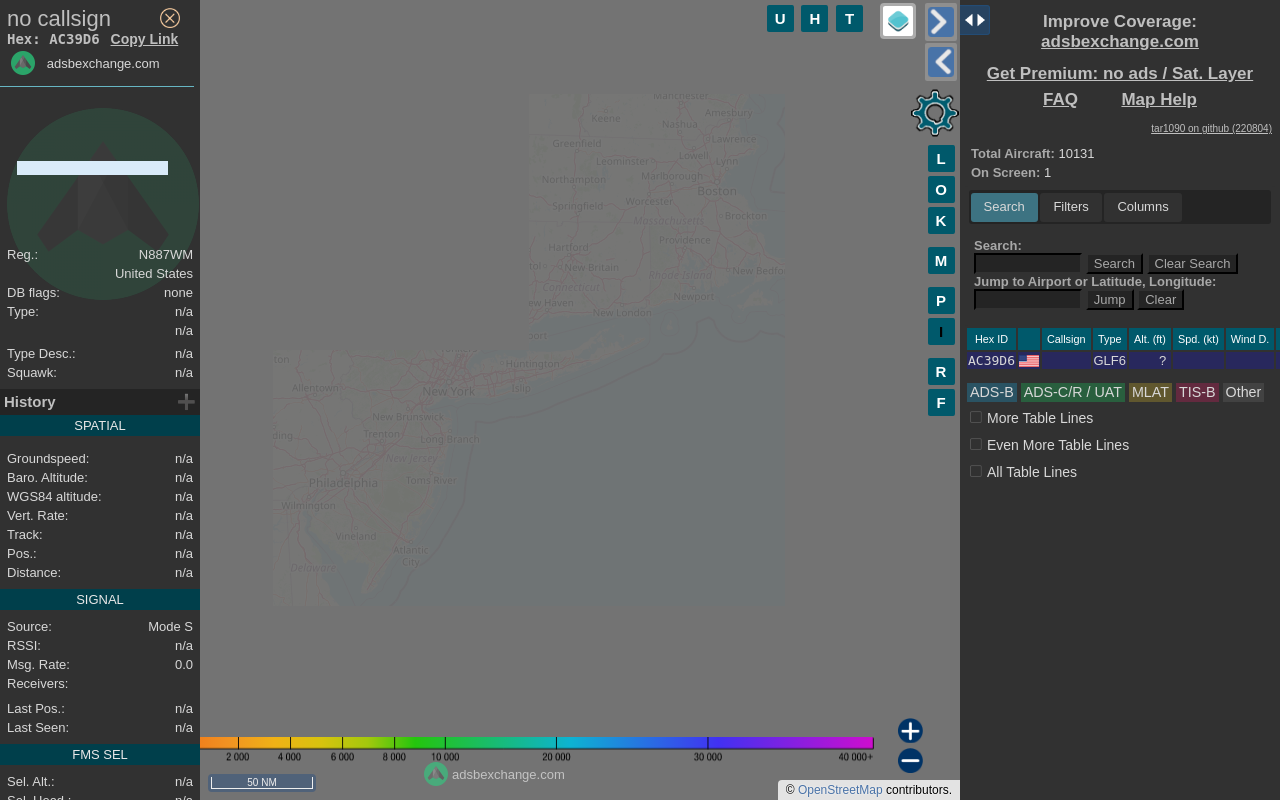 no callsign
Hex: AC39D6 Copy Link
adsbexchange.com
Reg.: N887WM
United States
DB flags: none
Type: n/a
n/a
Type Desc.: n/a
Squawk: n/a
History
SPATIAL
Groundspeed: n/a
Baro. Altitude: n/a
WGS84 altitude: n/a
Vert. Rate: n/a
Track: n/a
Pos.: n/a
Distance: n/a
SIGNAL
Source: Mode S
RSSI: n/a
Msg. Rate: 0.0
Receivers:
Last Pos.: n/a
Last Seen: n/a
FMS SEL
Sel. Alt.: n/a
Sel. Head.: n/a
U H T
L
O
K
M
P
I
R
F
Manchester
Keene
Amesbury
Nashua
Greenfield
Lawrence
Leominster
Lowell
Lynn
Northampton
Marlborough
Boston
Springfield
Worcester
Massachusetts
Brockton
Hartford
Providence
New Britain
Rhode Island
New Bedfor
Connecticut
Newport
ew Haven
New London
port
ton
Huntington
Allentown
New York
Islip
New Brunswick
ding
Trenton
Long Branch
New Jersey
Philadelphia
Toms River
Wilmington
Vineland
Atlantic
City
Delaware
2 000 4 000 6 000 8 000 10 000 20 000 30 000 40 000+
adsbexchange.com
50 NM
© OpenStreetMap contributors.
Improve Coverage:
adsbexchange.com
Get Premium: no ads / Sat. Layer
FAQ Map Help
tar1090 on github (220804)
Total Aircraft: 10131
On Screen: 1
Search Filters Columns
Search:
Search Clear Search
Jump to Airport or Latitude, Longitude:
Jump Clear
Hex ID Callsign Type Alt. (ft) Spd. (kt) Wind D.
AC39D6 GLF6 ?
ADS-B ADS-C/R / UAT MLAT TIS-B Other
More Table Lines
Even More Table Lines
All Table Lines